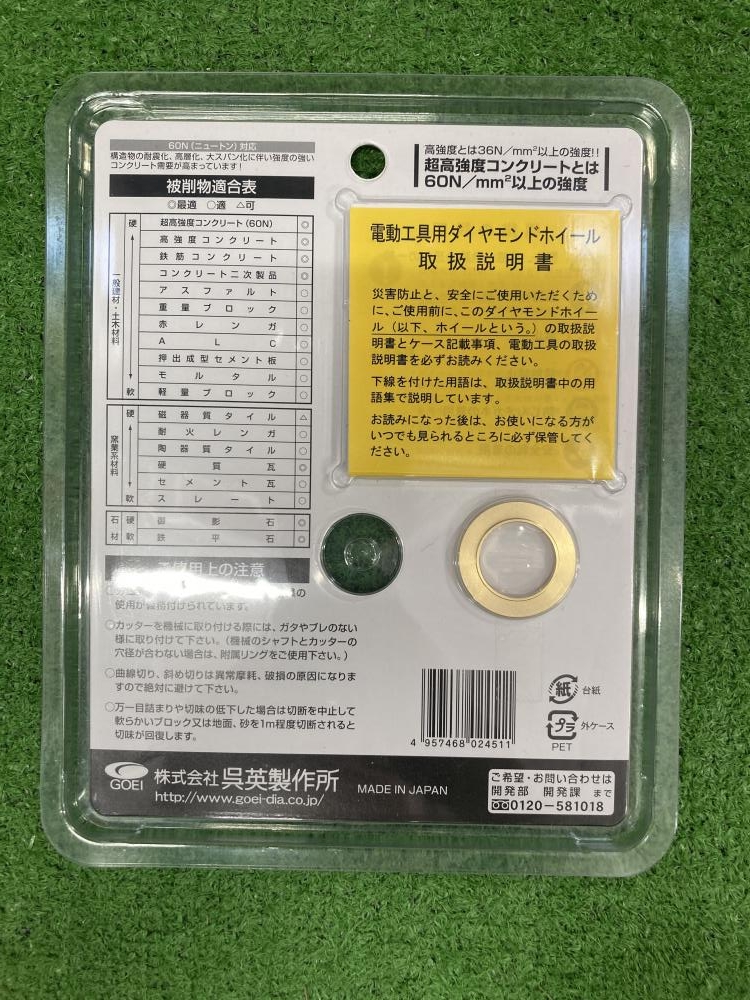 60N（ニュートン）対応
構造物の耐震化、高層化、大スパン化に伴い強度の強い
コンクリート需要が高まっています！
被削物適合表
◎最適 ○適 △可
一般建材・土木材料
硬
軟
超高強度コンクリート（60N） ◎
高強度コンクリート ◎
鉄筋コンクリート ◎
コンクリート二次製品 ◎
アスファルト ○
重量ブロック ○
赤レンガ ○
ALC ○
押出成型セメント板 ○
モルタル ○
軽量ブロック ○
窯業系材料
硬
軟
磁器質タイル △
耐火レンガ ○
陶器質タイル ○
硬質瓦 ◎
セメント瓦 ○
スレート ○
石材
硬 御影石 ◎
軟 鉄平石 ○
ご使用上の注意
使用が義務付けられています。
○カッターを機械に取り付ける際には、ガタやブレのない
様に取り付けて下さい。（機械のシャフトとカッターの
穴径が合わない場合は、附属リングをご使用下さい。）
○曲線切り、斜め切りは異常摩耗、破損の原因になりま
すので絶対に避けて下さい。
○万一目詰まりや切味の低下した場合は切断を中止して
軟らかいブロック又は地面、砂を1m程度切断されると
切味が回復します。
高強度とは36N／mm²以上の強度!!
超高強度コンクリートとは
60N／mm²以上の強度
電動工具用ダイヤモンドホイール
取扱説明書
災害防止と、安全にご使用いただくため
に、ご使用前に、このダイヤモンドホイー
ル（以下、ホイールという。）の取扱説
明書とケース記載事項、電動工具の取扱
説明書を必ずお読みください。
下線を付けた用語は、取扱説明書中の用
語集で説明しています。
お読みになった後は、お使いになる方が
いつでも見られるところに必ず保管してく
ださい。
4 957468 024511
紙 台紙
プラ 外ケース
PET
GOEI 株式会社 呉英製作所 MADE IN JAPAN
http://www.goei-dia.co.jp/
ご希望・お問い合わせは
開発部 開発課 まで
0120-581018